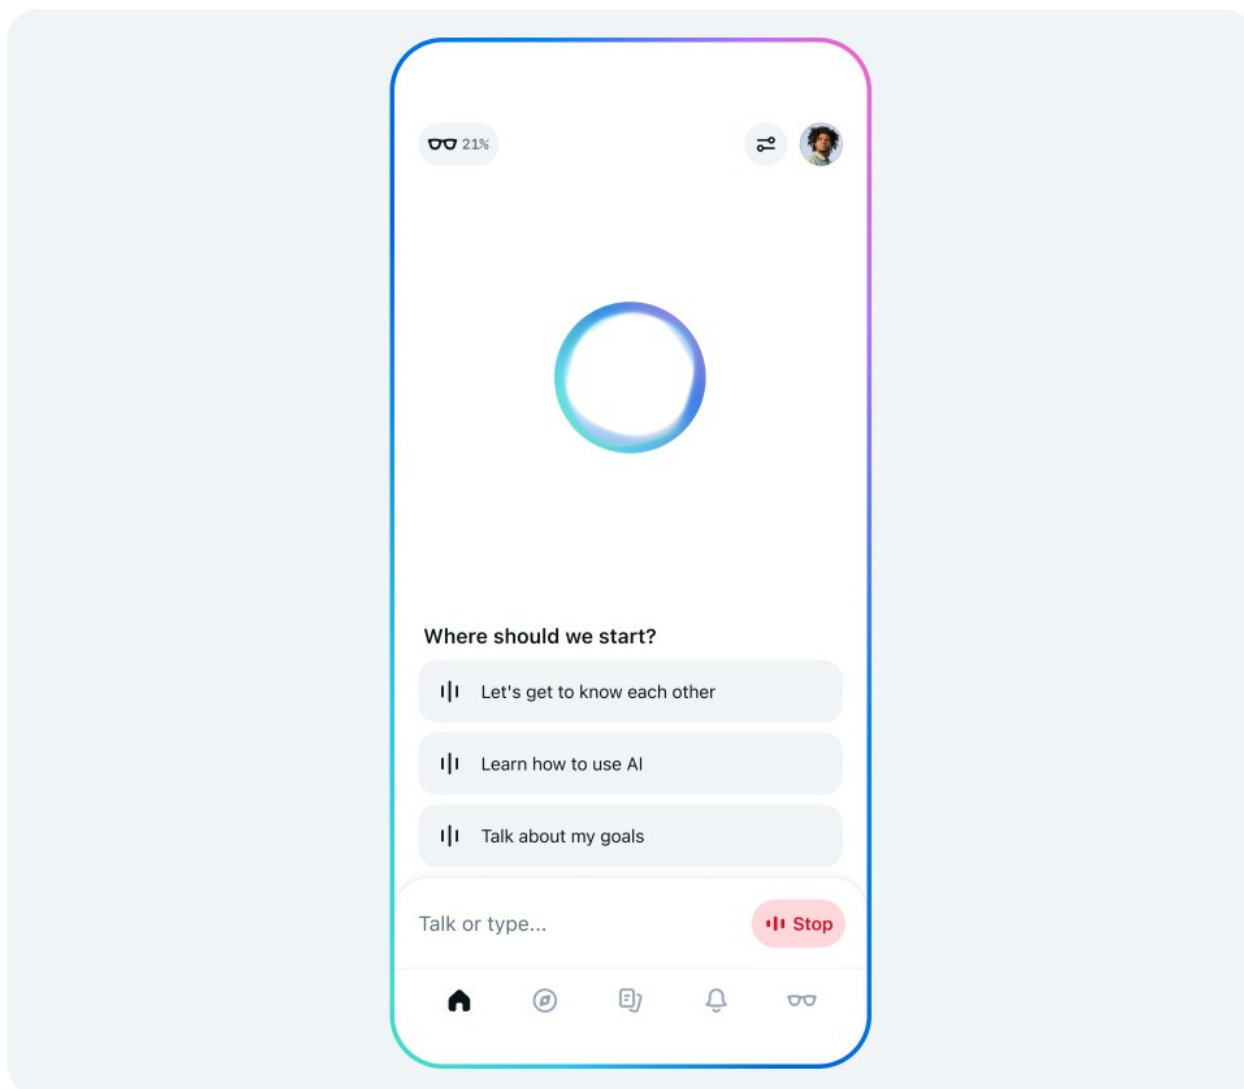 21%
Where should we start?
Let's get to know each other
Learn how to use AI
Talk about my goals
Talk or type...
Stop